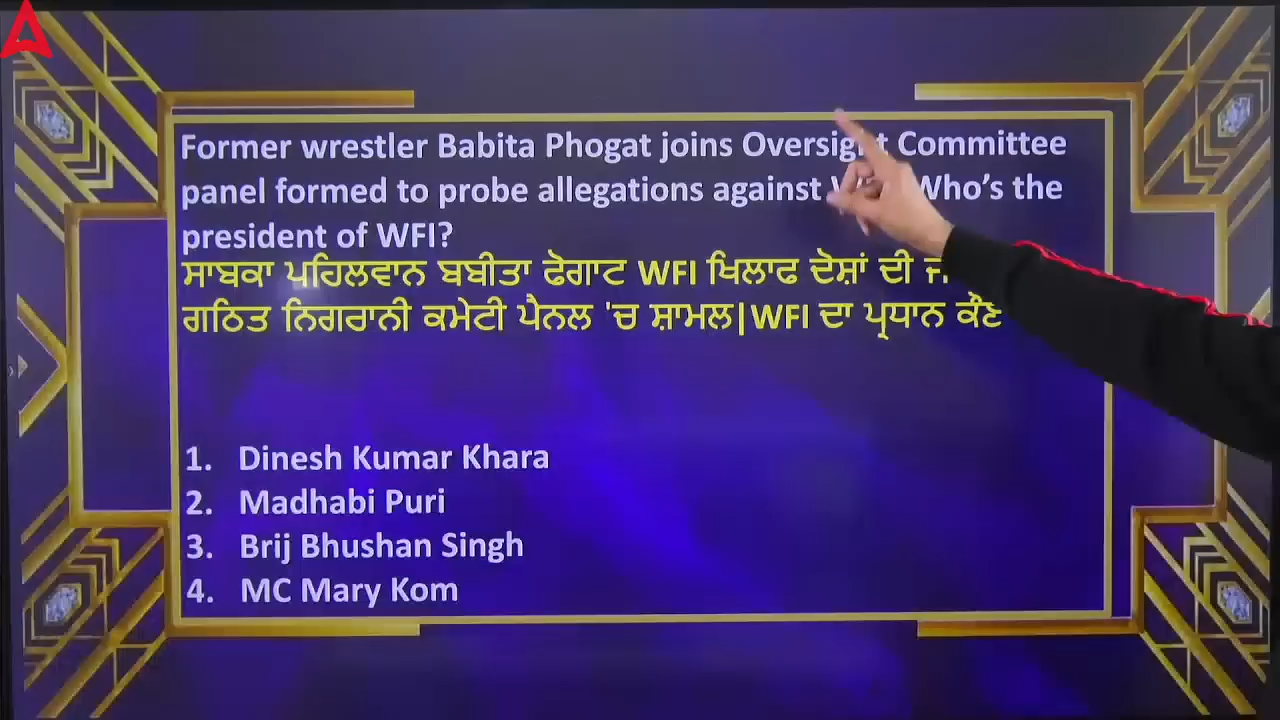 Former wrestler Babita Phogat joins Oversight Committee
panel formed to probe allegations against Who's the
president of WFI?
ਸਾਬਕਾ ਪਹਿਲਵਾਨ ਬਬੀਤਾ ਫੋਗਾਟ WFI ਖਿਲਾਫ ਦੋਸ਼ਾਂ ਦੀ
ਗਠਿਤ ਨਿਗਰਾਨੀ ਕਮੇਟੀ ਪੈਨਲ 'ਚ ਸ਼ਾਮਲ|WFI ਦਾ ਪ੍ਰਧਾਨ ਕੌਣ
1. Dinesh Kumar Khara
2. Madhabi Puri
3. Brij Bhushan Singh
4. MC Mary Kom